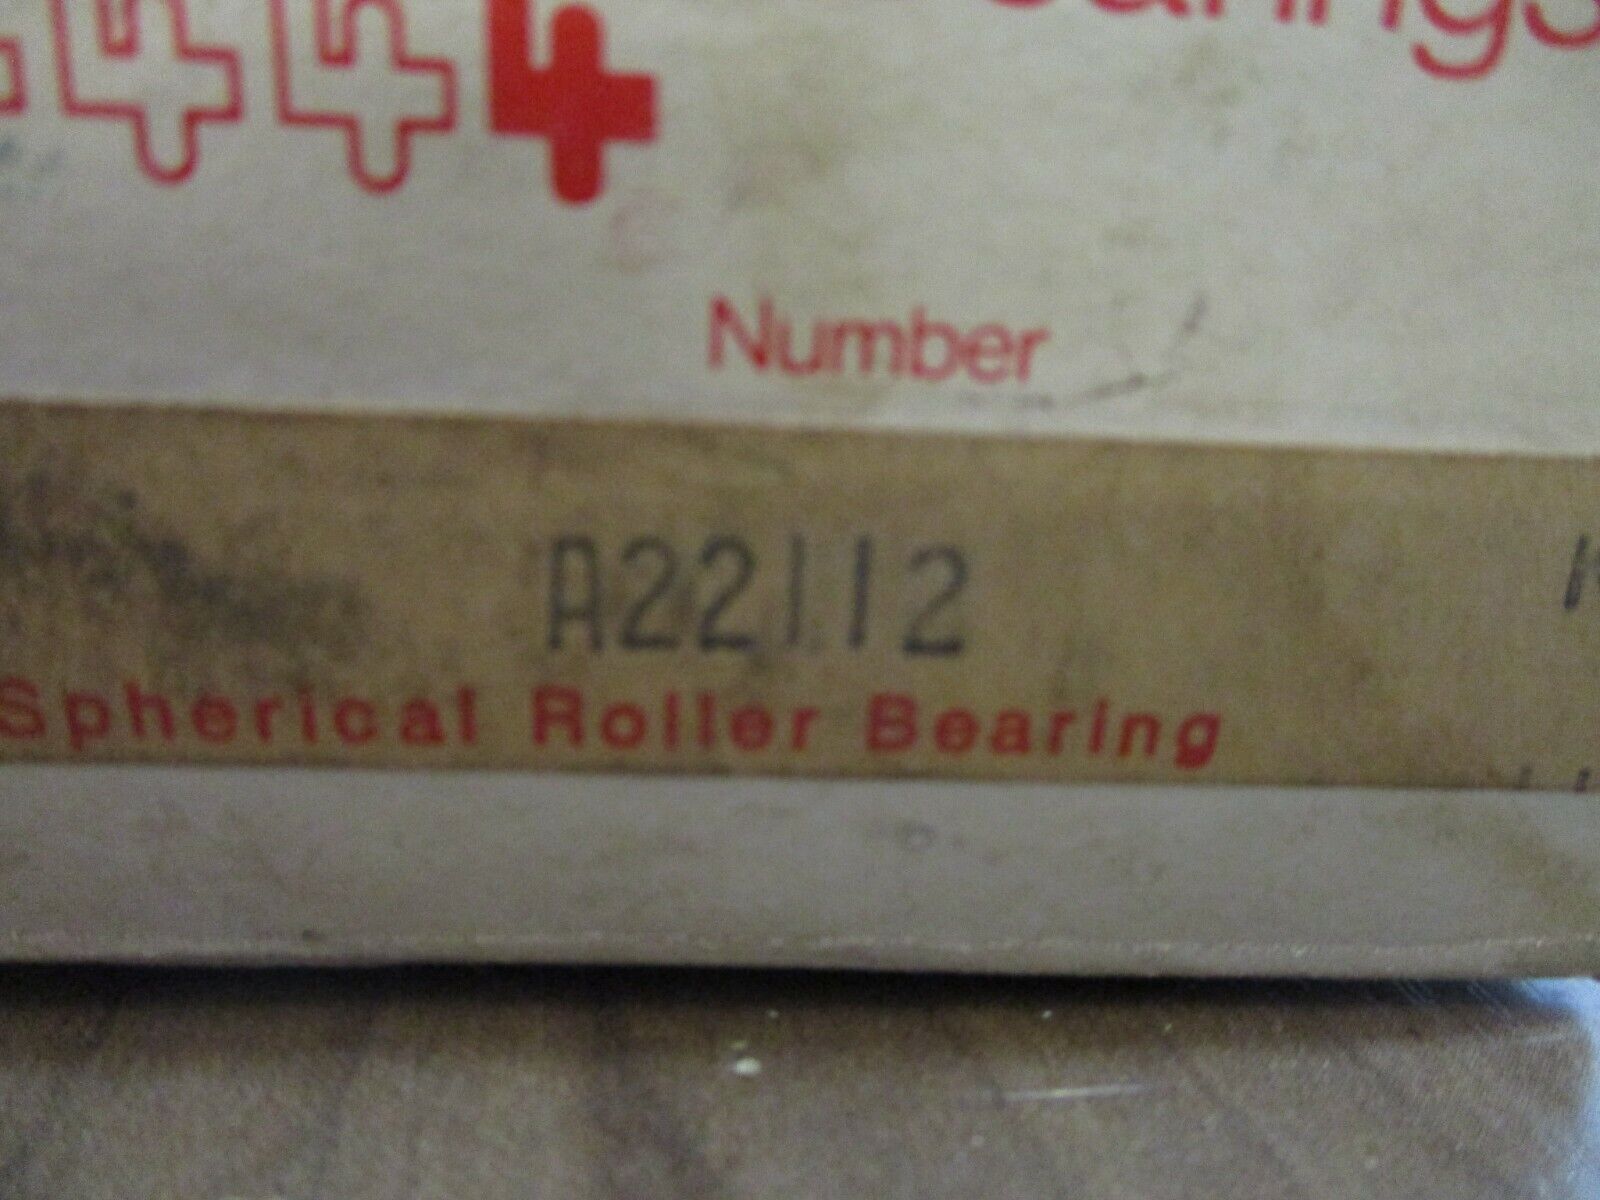 Number
A22112
Spherical Roller Bearing